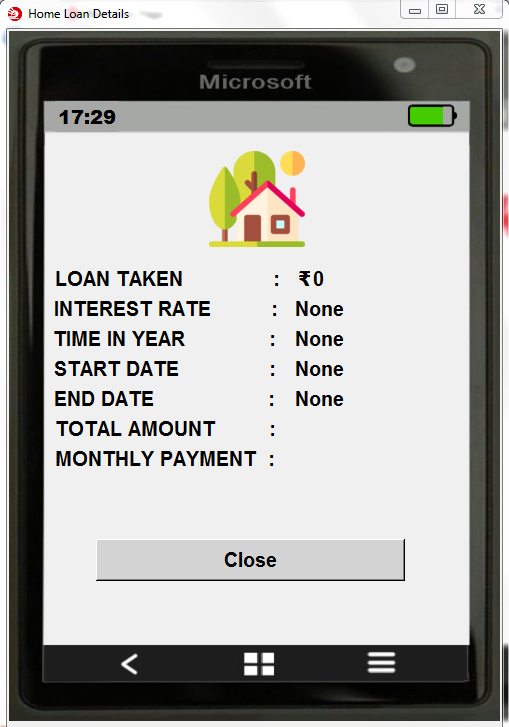 Home Loan Details
Microsoft
17:29
LOAN TAKEN : ₹0
INTEREST RATE : None
TIME IN YEAR : None
START DATE : None
END DATE : None
TOTAL AMOUNT :
MONTHLY PAYMENT :
Close